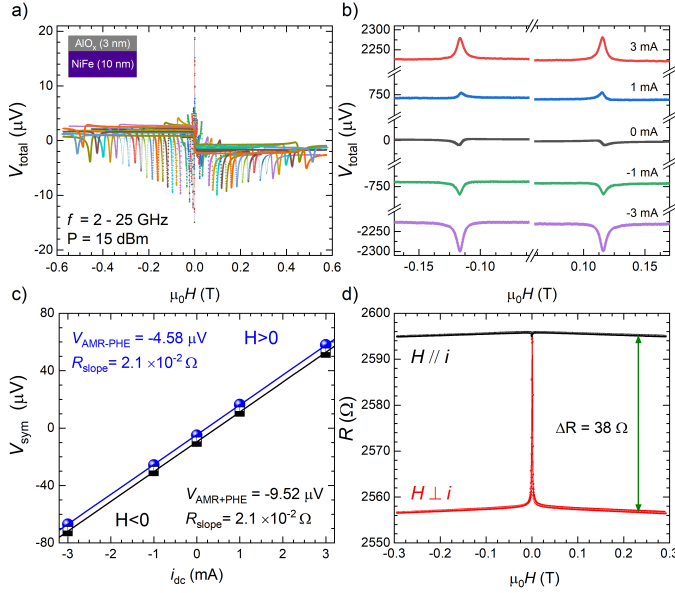 a)
AlOx (3 nm)
NiFe (10 nm)
20
10
0
-10
-20
Vtotal (μV)
f = 2 - 25 GHz
P = 15 dBm
-0.6 -0.4 -0.2 0.0 0.2 0.4 0.6
μ0H (T)
b)
2300
2250
750
0
-750
-2250
-2300
Vtotal (μV)
3 mA
1 mA
0 mA
-1 mA
-3 mA
-0.15 -0.10 0.10 0.15
μ0H (T)
c)
80
40
0
-40
-80
Vsym (μV)
VAMR-PHE = -4.58 μV
Rslope = 2.1 ×10-2 Ω
H>0
H<0
VAMR+PHE = -9.52 μV
Rslope = 2.1 ×10-2 Ω
-3 -2 -1 0 1 2 3
idc (mA)
d)
2600
2590
2580
2570
2560
2550
R (Ω)
H // i
ΔR = 38 Ω
H ⊥ i
-0.3 -0.2 -0.1 0.0 0.1 0.2 0.3
μ0H (T)